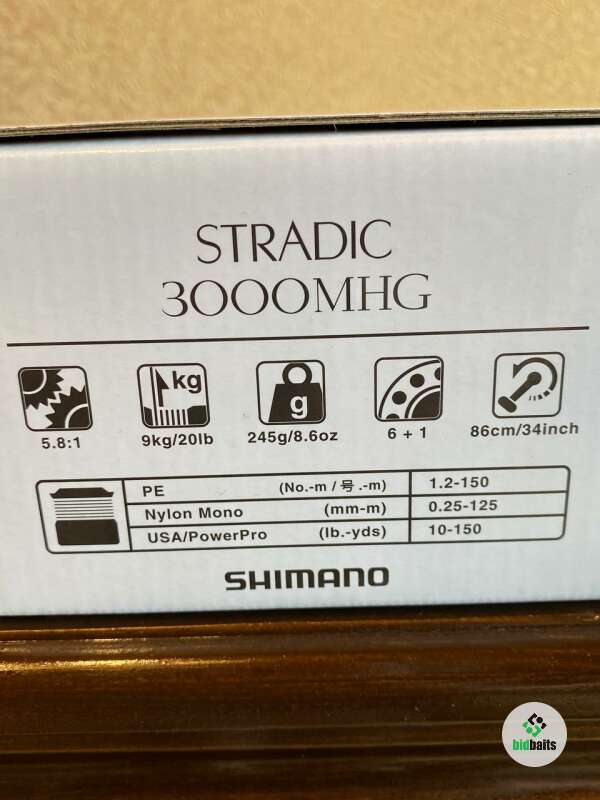 STRADIC
3000MHG
kg
g
5.8:1
9kg/20lb
245g/8.6oz
6 + 1
86cm/34inch
PE (No.-m / 号.-m) 1.2-150
Nylon Mono (mm-m) 0.25-125
USA/PowerPro (lb.-yds) 10-150
SHIMANO
bidbaits